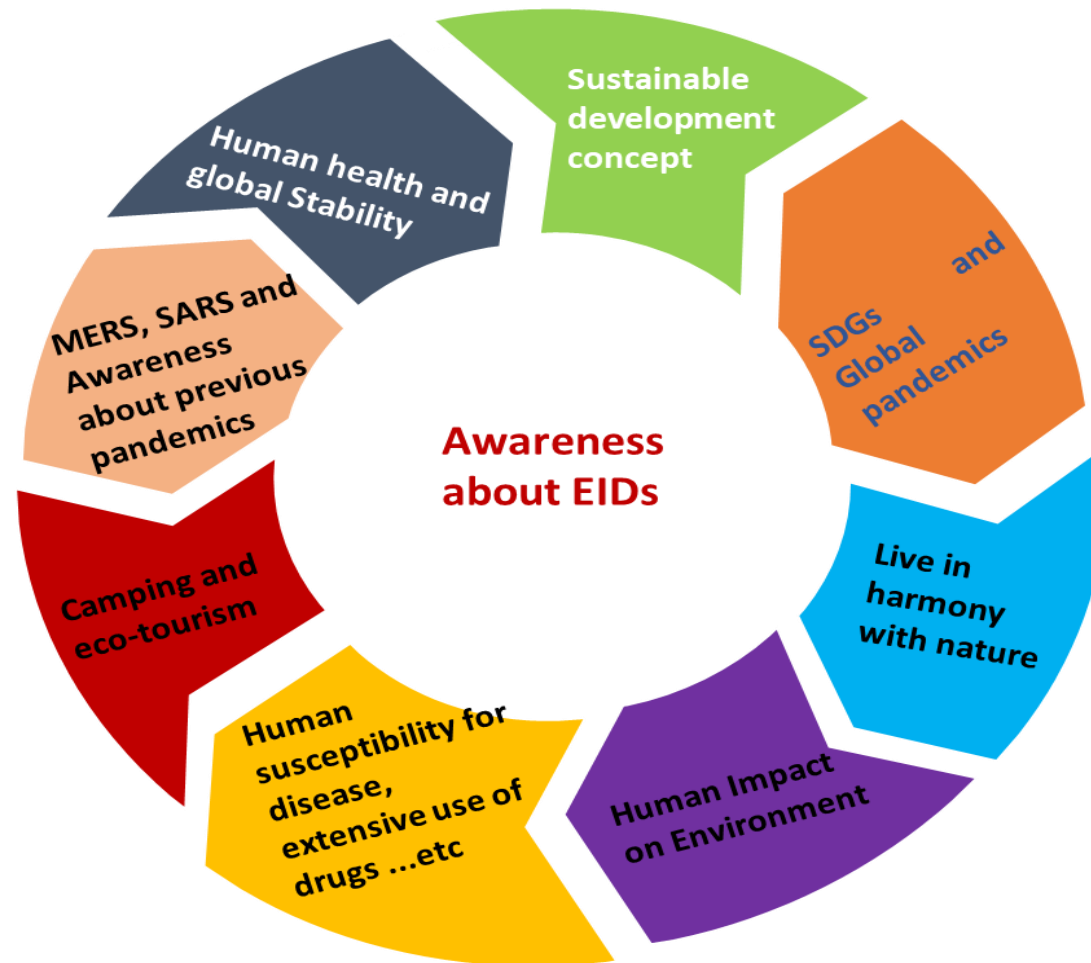 Sustainable
development
concept
and
SDGs
Global
pandemics
Live in
harmony
with nature
Human Impact
on Environment
Human
susceptibility for
disease,
extensive use of
drugs ...etc
Camping and
eco-tourism
MERS, SARS and
Awareness
about previous
pandemics
Human health and
global Stability
Awareness
about EIDs